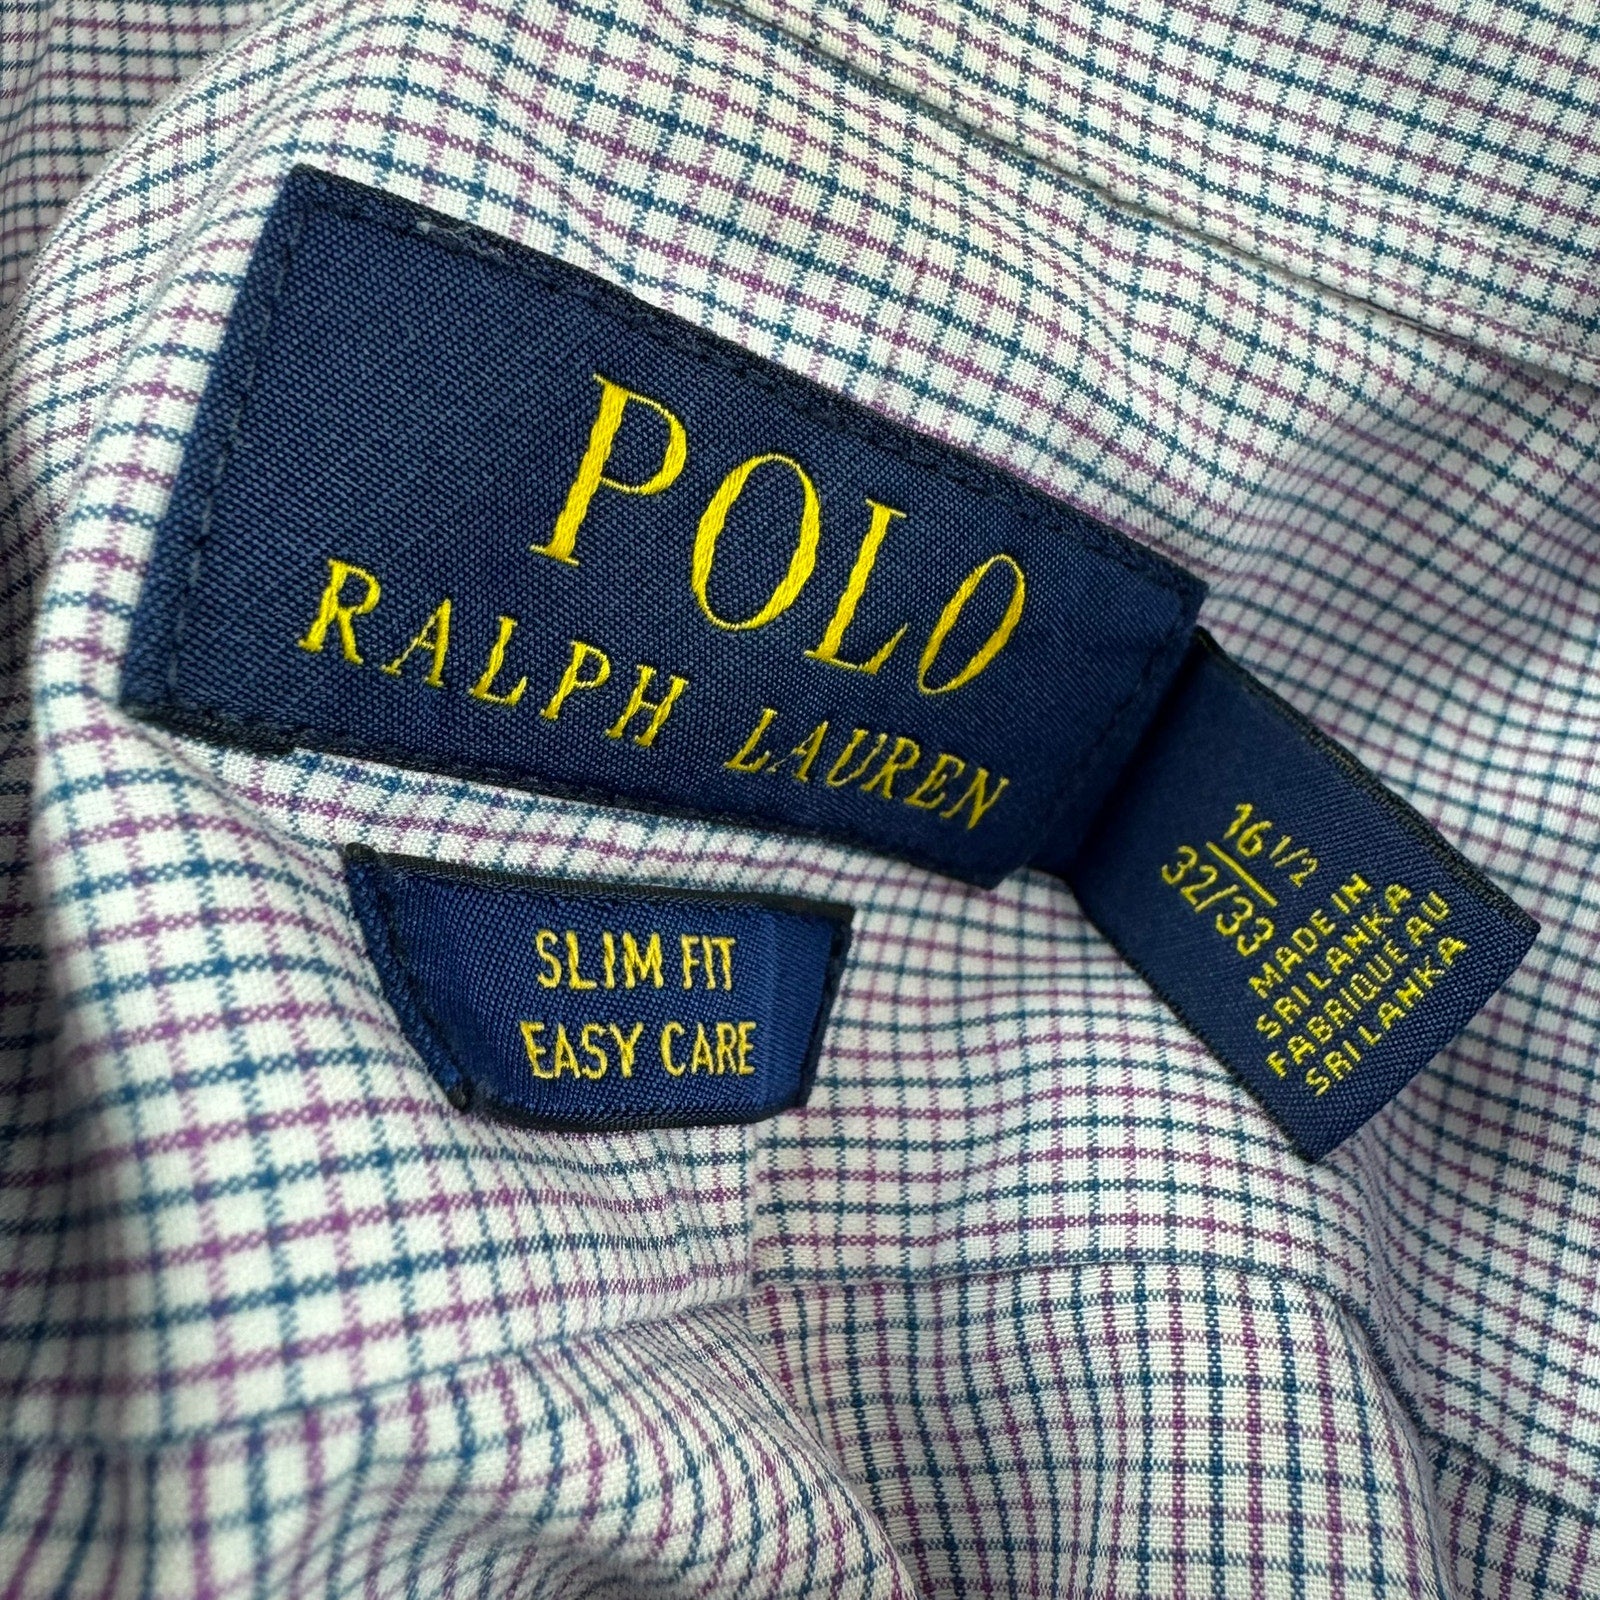 POLO
RALPH LAUREN
16 1/2
32/33
MADE IN
SRI LANKA
FABRIQUE AU
SRI LANKA
SLIM FIT
EASY CARE